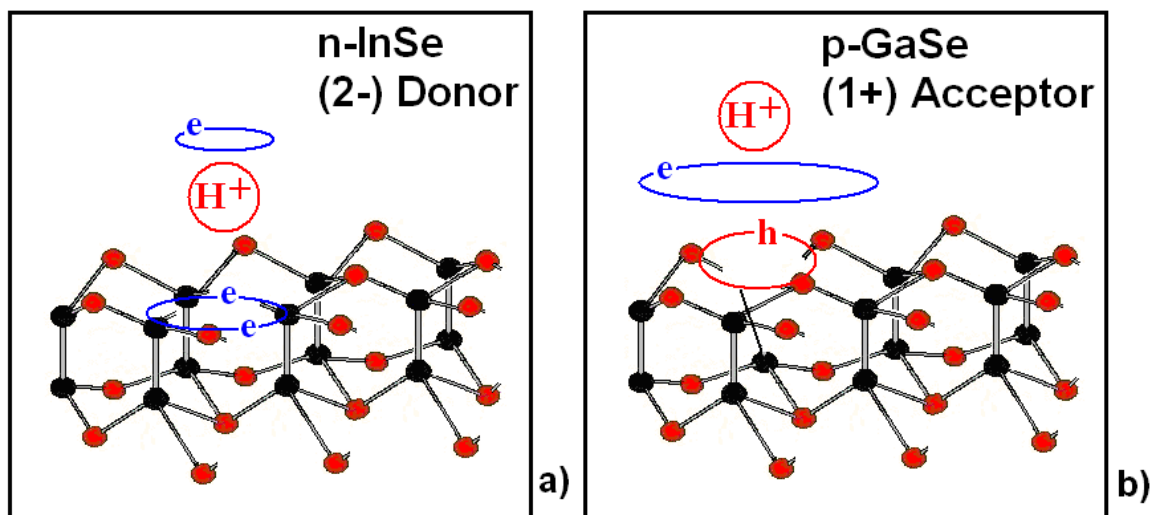 n-InSe
(2-) Donor
e
H+
e
e
a)
p-GaSe
(1+) Acceptor
H+
e
h
b)